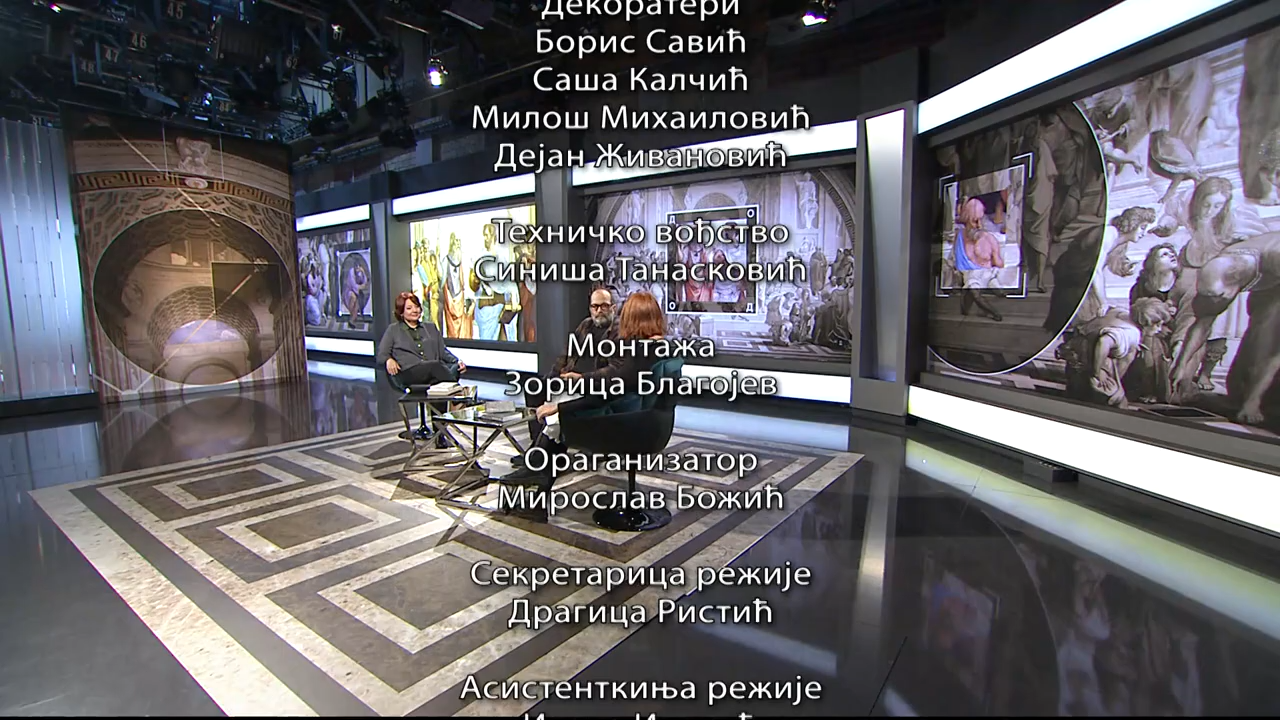 Декоратери
Борис Савић
Саша Калчић
Милош Михаиловић
Дејан Живановић
Техничко вођство
Синиша Танасковић
Монтажа
Зорица Благојев
Ораганизатор
Мирослав Божић
Секретарица режије
Драгица Ристић
Асистенткиња режије